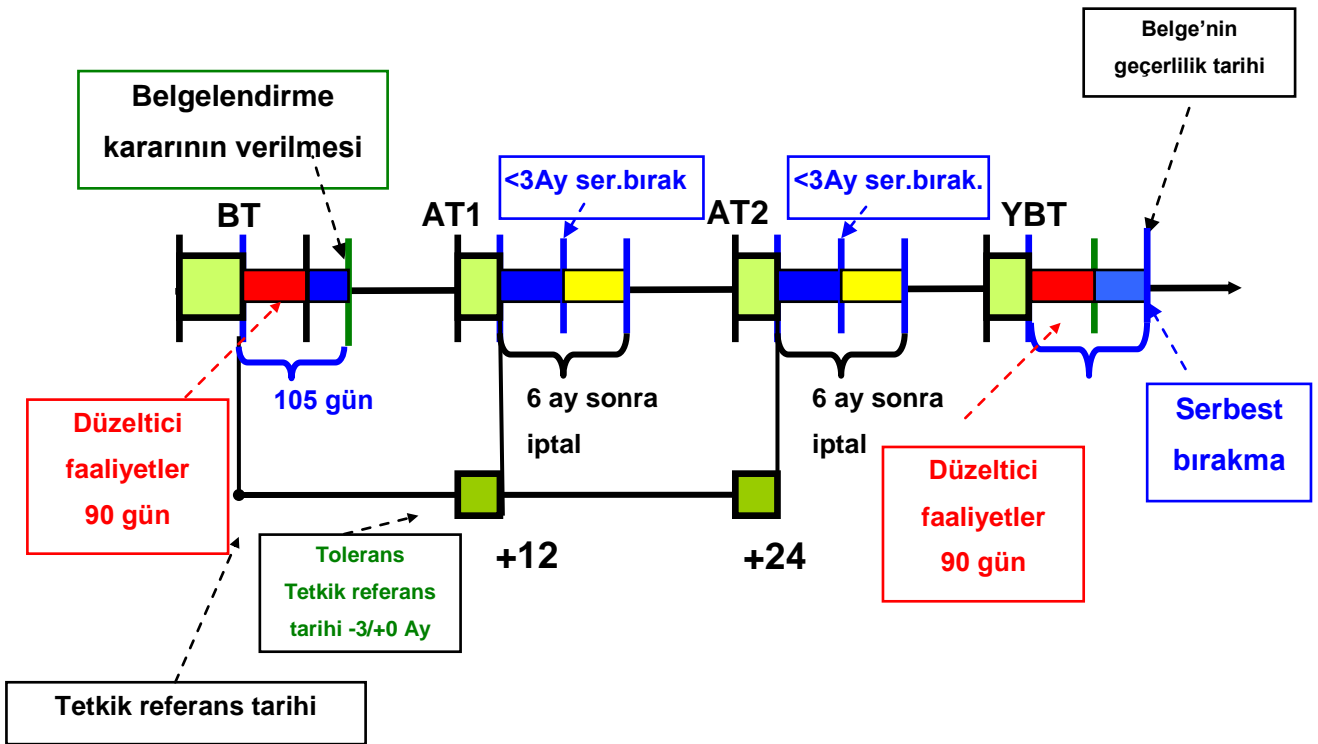 Belge’nin
geçerlilik tarihi
Belgelendirme
kararının verilmesi
<3Ay ser.bırak
<3Ay ser.bırak.
BT
AT1
AT2
YBT
105 gün
6 ay sonra
iptal
6 ay sonra
iptal
Düzeltici
faaliyetler
90 gün
Serbest
bırakma
Düzeltici
faaliyetler
90 gün
+12
+24
Tolerans
Tetkik referans
tarihi -3/+0 Ay
Tetkik referans tarihi